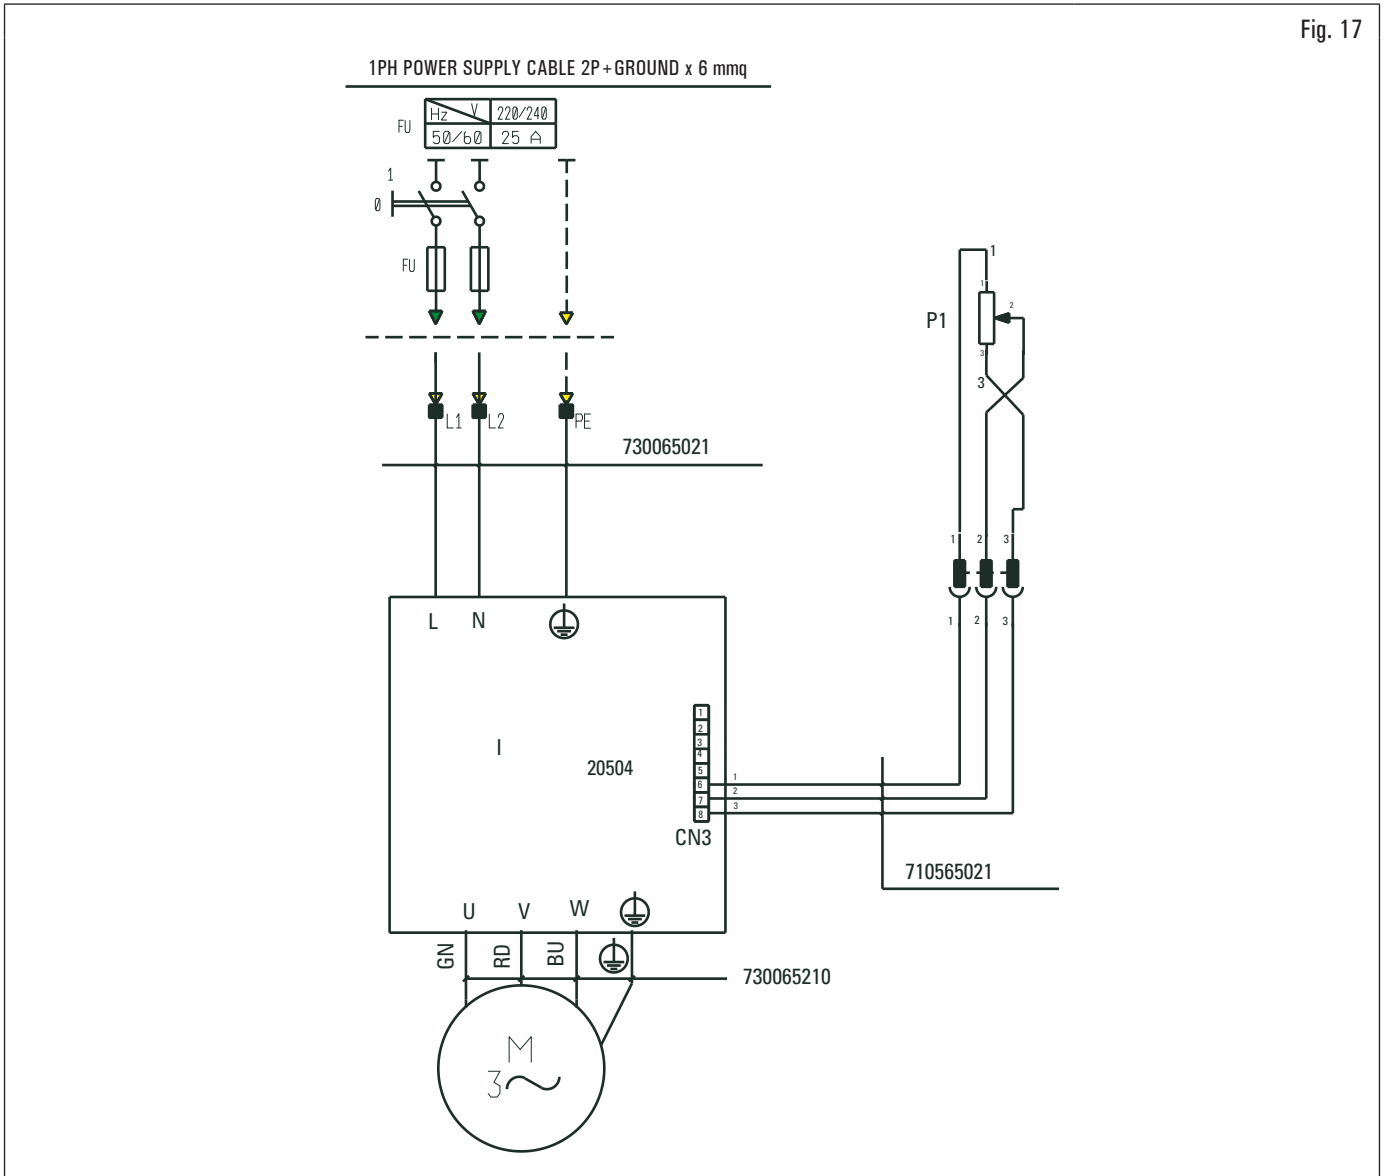 Fig. 17
1PH POWER SUPPLY CABLE 2P+GROUND x 6 mmq
FU
Hz V 220/240
50/60 25 A
1
0
FU
L1 L2 PE
730065021
1
1
P1
2
3
3
1 2 3
1 2 3
L N
I
20504
1
2
3
4
5
6
7
8
1
2
3
CN3
710565021
U V W
GN RD BU
730065210
M
3